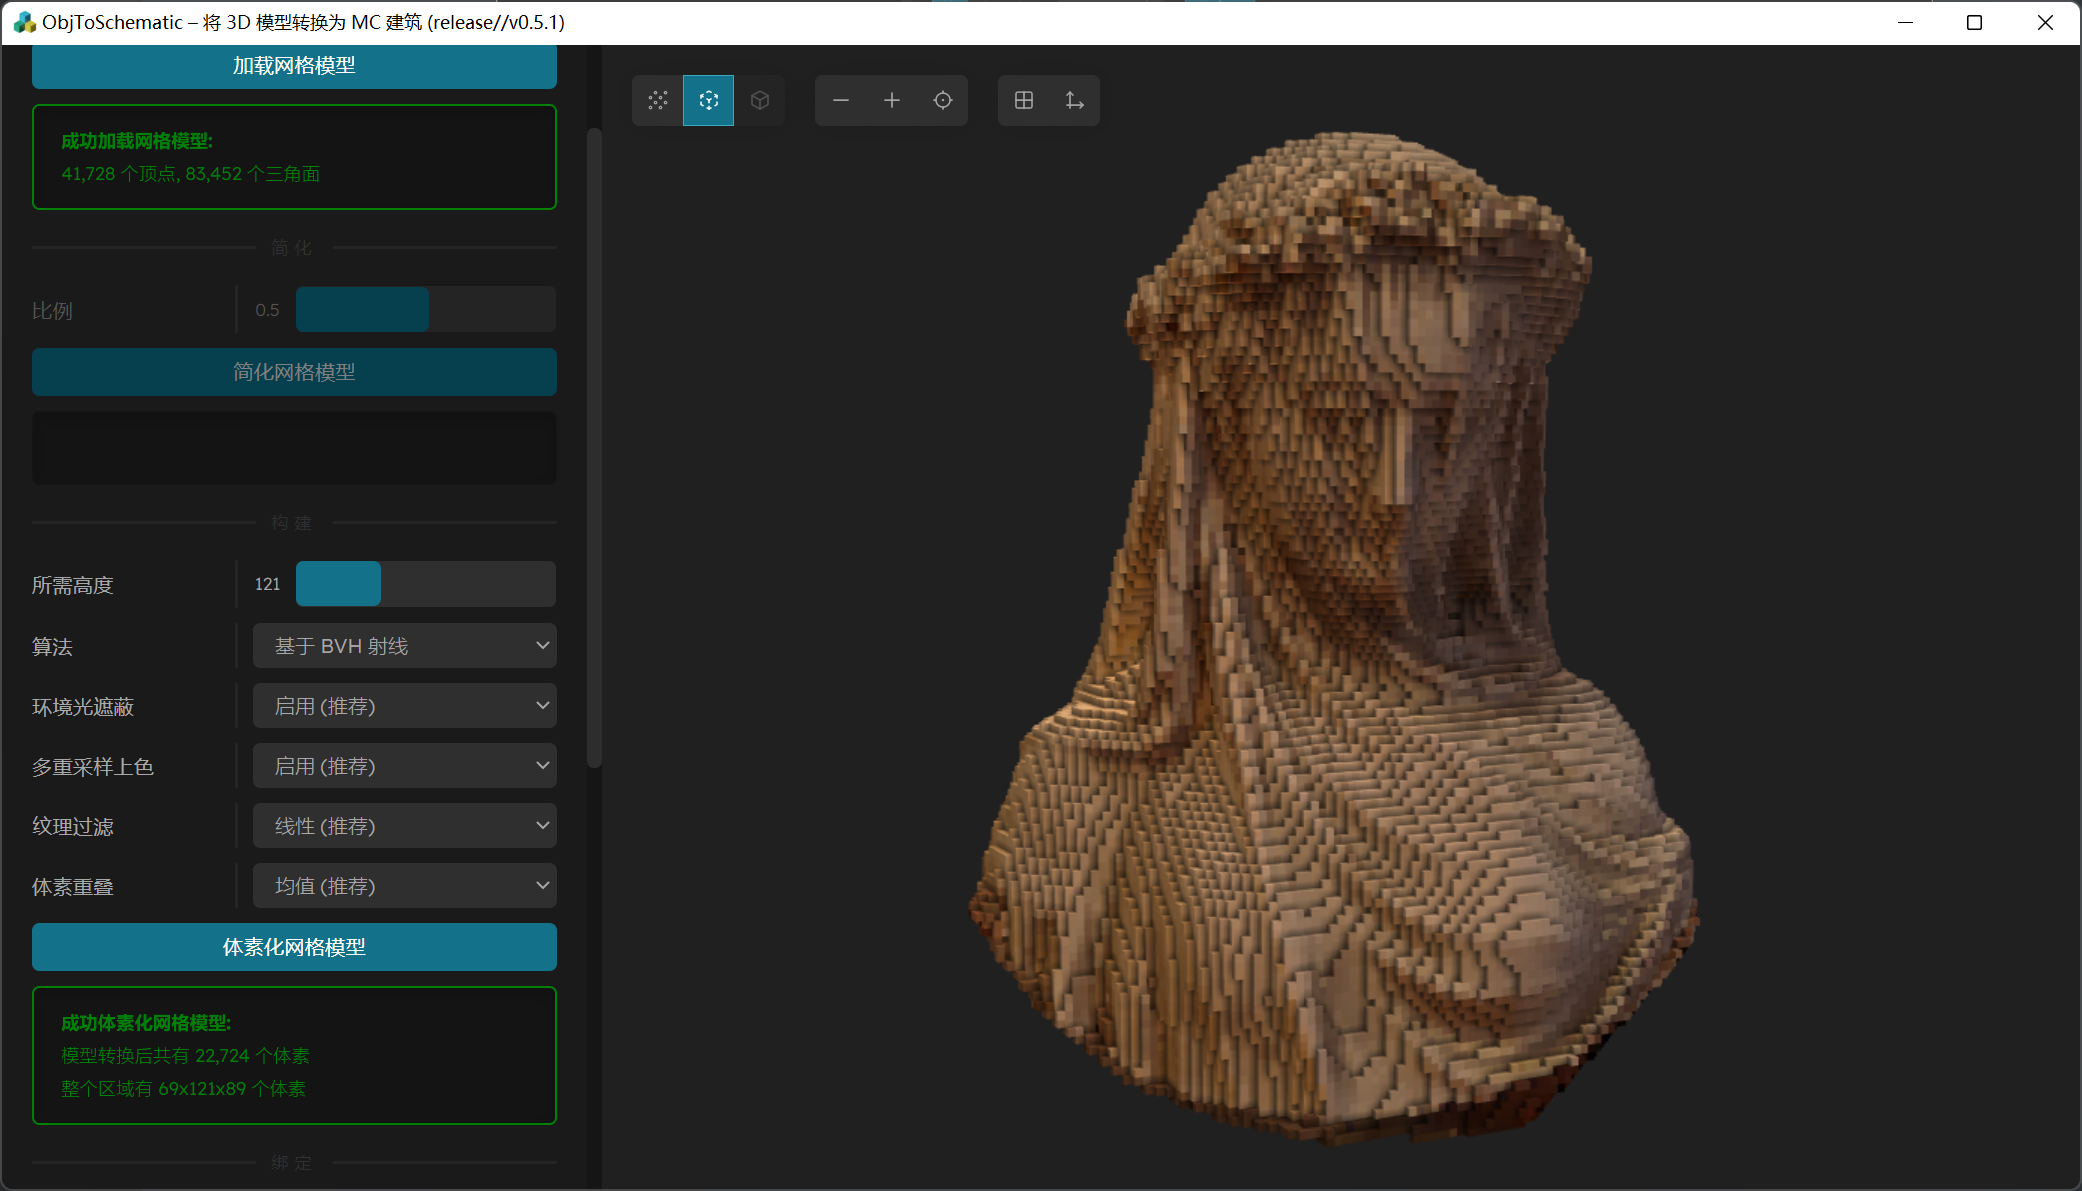 ObjToSchematic – 将 3D 模型转换为 MC 建筑 (release//v0.5.1)
加载网格模型
成功加载网格模型:
41,728 个顶点, 83,452 个三角面
简 化
比例 0.5
简化网格模型
构 建
所需高度 121
算法 基于 BVH 射线
环境光遮蔽 启用 (推荐)
多重采样上色 启用 (推荐)
纹理过滤 线性 (推荐)
体素重叠 均值 (推荐)
体素化网格模型
成功体素化网格模型:
模型转换后共有 22,724 个体素
整个区域有 69x121x89 个体素
绑 定